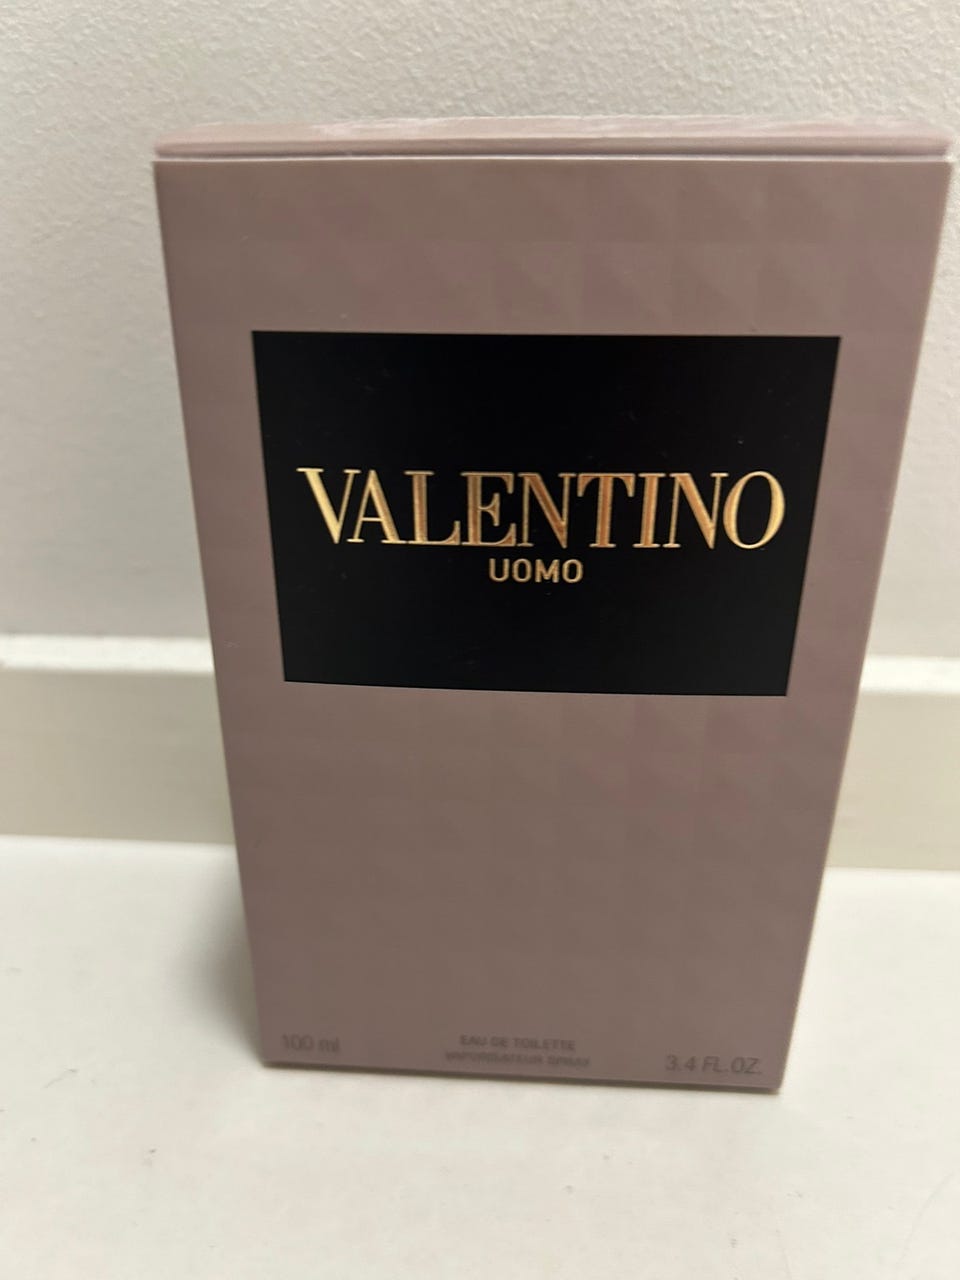 VALENTINO
UOMO
100 ml
EAU DE TOILETTE
VAPORISATEUR SPRAY
3.4 FL.OZ.